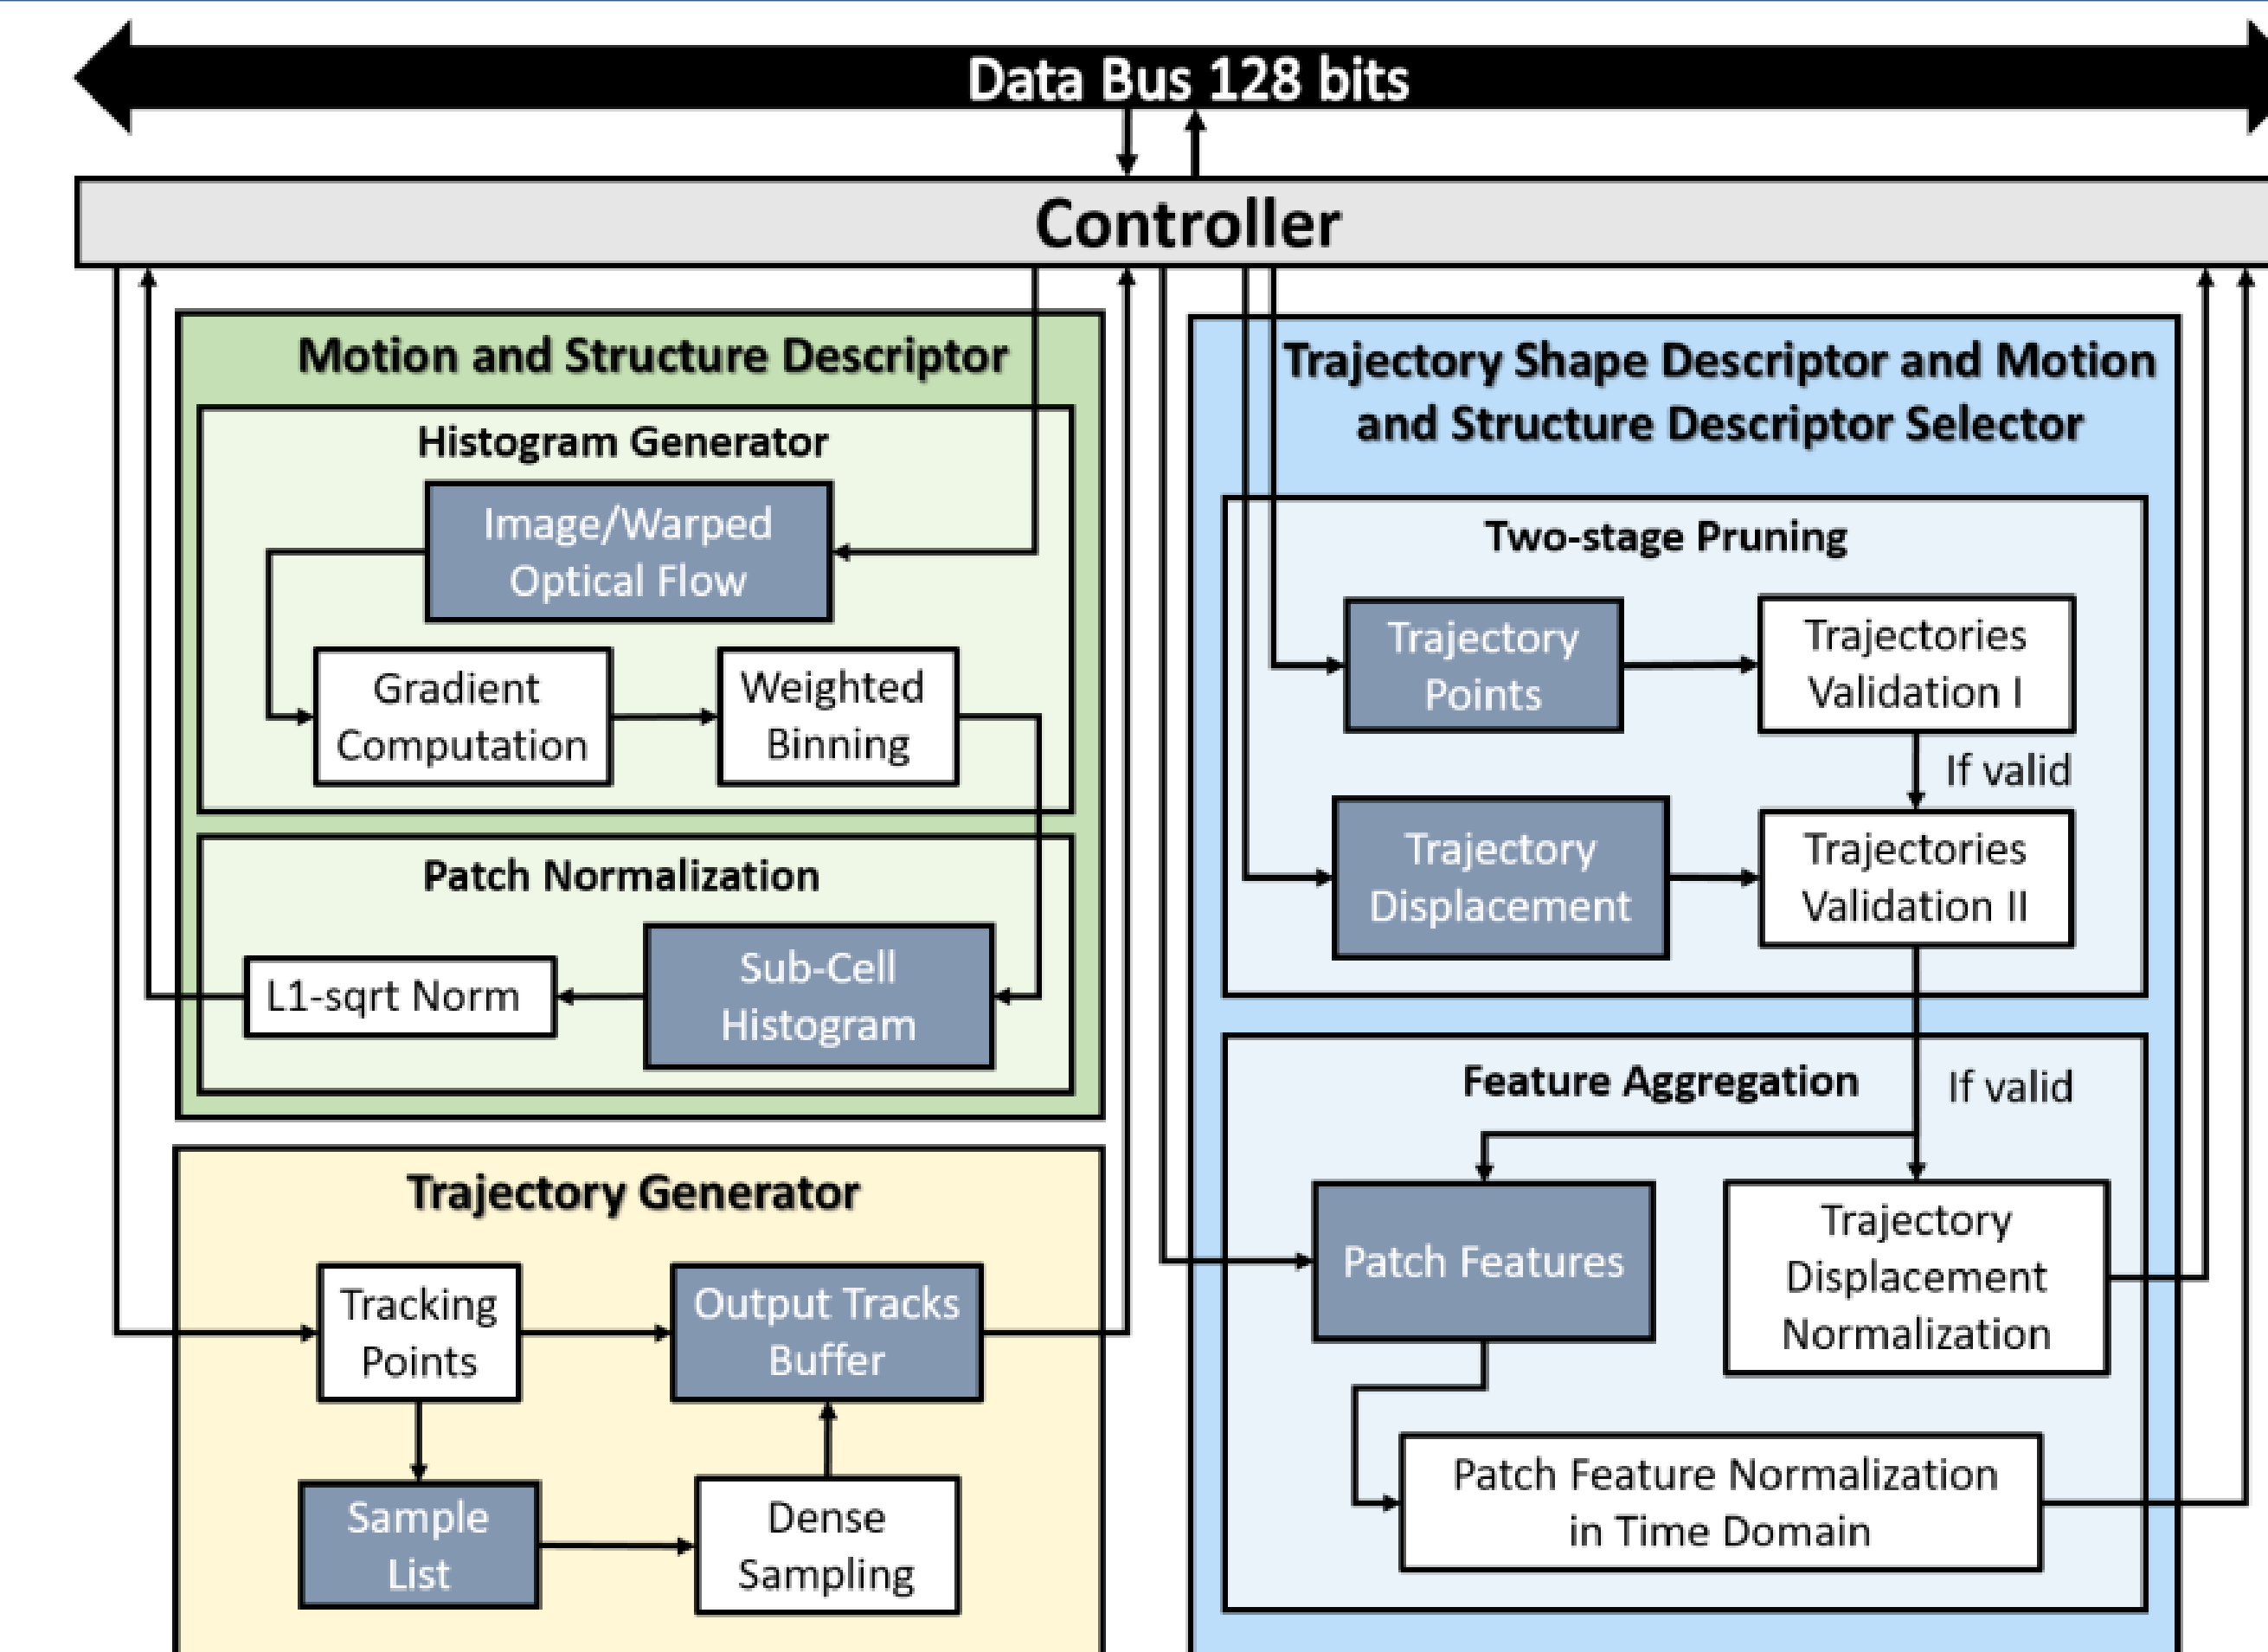 Data Bus 128 bits
Controller
Motion and Structure Descriptor
Histogram Generator
Image/Warped
Optical Flow
Gradient
Computation
Weighted
Binning
Patch Normalization
L1-sqrt Norm
Sub-Cell
Histogram
Trajectory Generator
Tracking
Points
Output Tracks
Buffer
Sample
List
Dense
Sampling
Trajectory Shape Descriptor and Motion
and Structure Descriptor Selector
Two-stage Pruning
Trajectory
Points
Trajectories
Validation I
If valid
Trajectory
Displacement
Trajectories
Validation II
Feature Aggregation
If valid
Patch Features
Trajectory
Displacement
Normalization
Patch Feature Normalization
in Time Domain